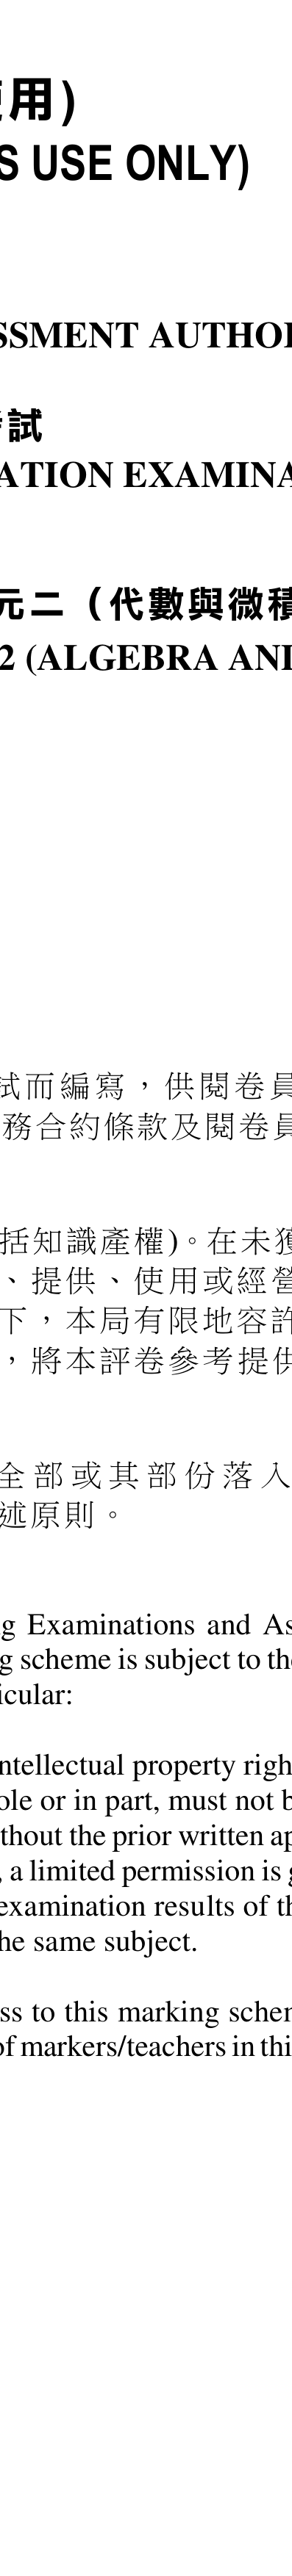 用)
S USE ONLY)
SSMENT AUTHO
試
ATION EXAMINA
元二（代數與微積
2 (ALGEBRA AN
試而編寫，供閱卷員
務合約條款及閱卷員
括知識產權)。在未獲
、提供、使用或經營
下，本局有限地容許
，將本評卷參考提供
全部或其部份落入
述原則。
g Examinations and As
g scheme is subject to the
icular:
ntellectual property righ
ole or in part, must not b
thout the prior written ap
, a limited permission is g
examination results of th
he same subject.
ss to this marking schem
of markers/teachers in thi